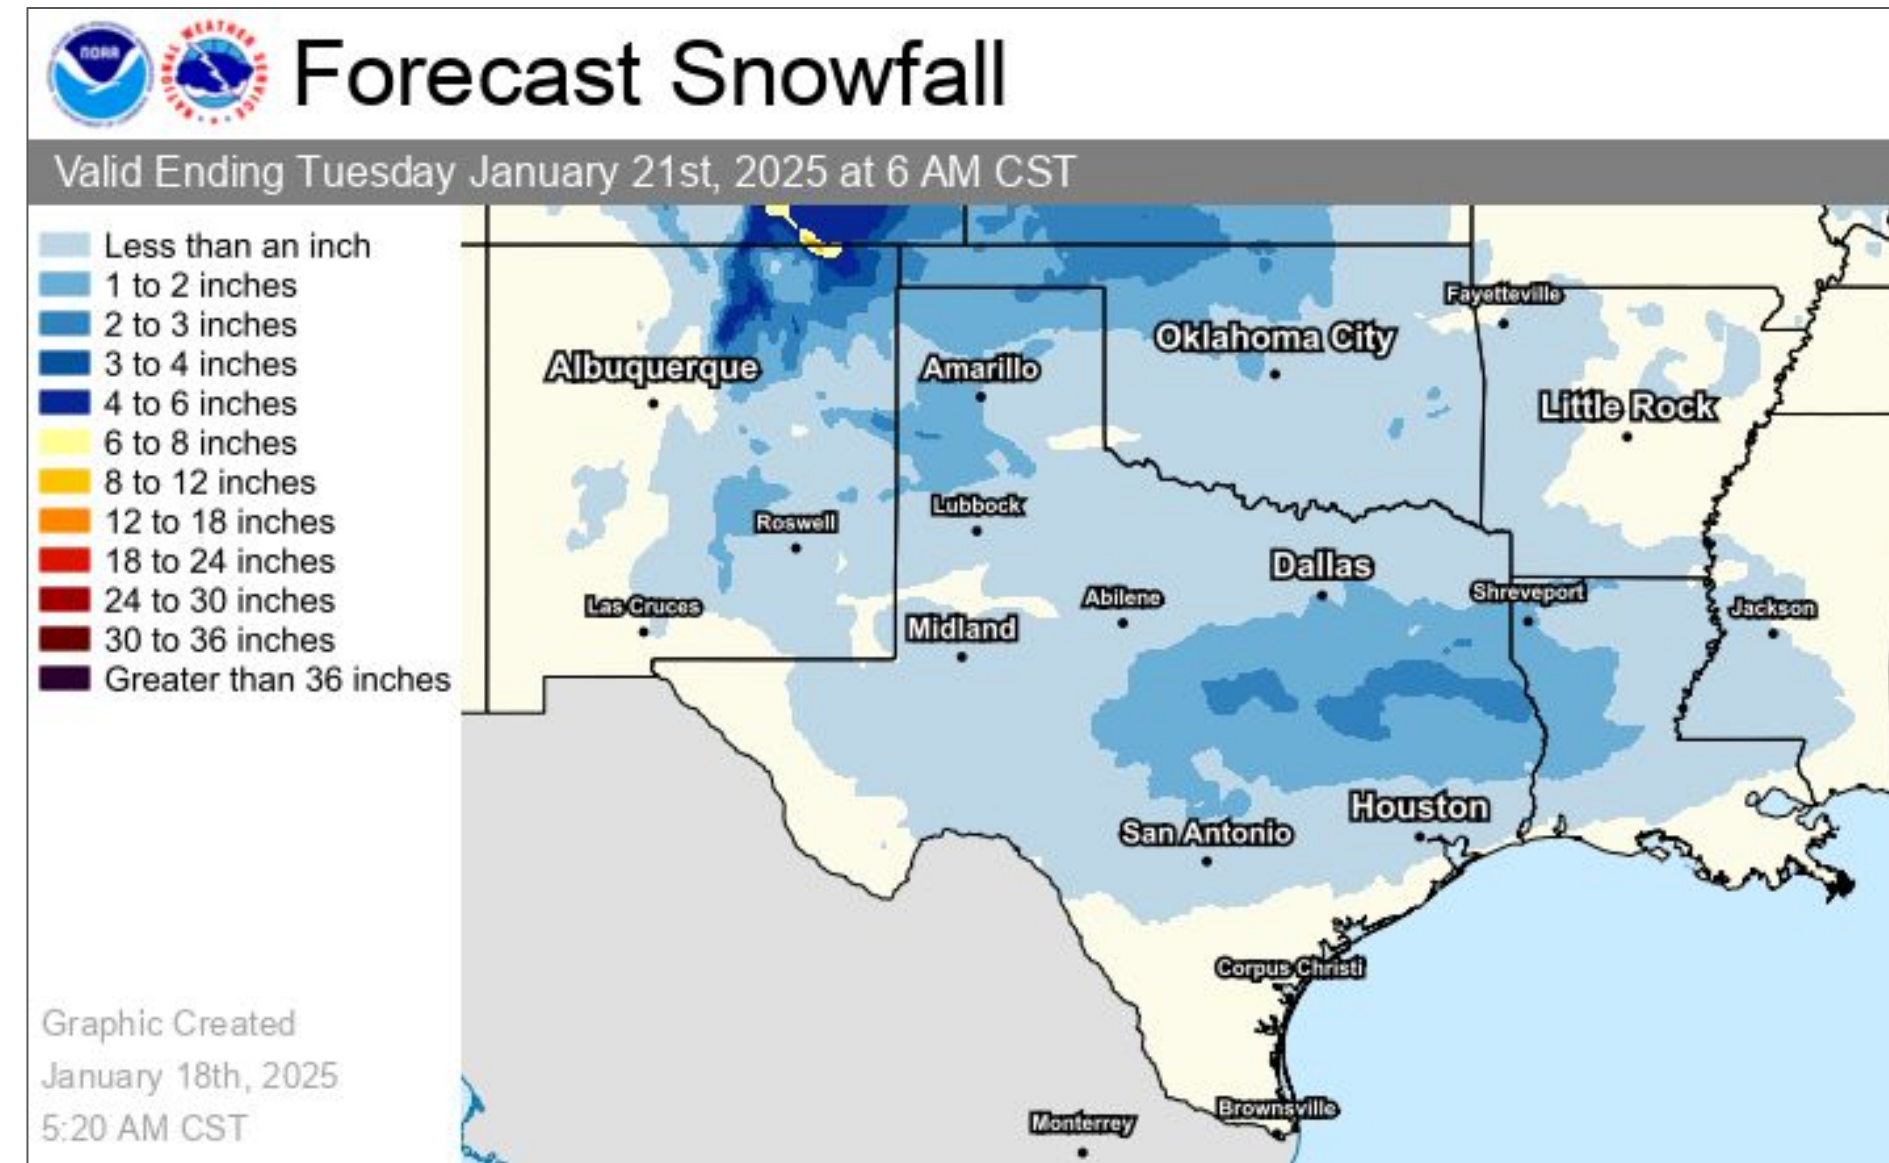 NOAA
NATIONAL WEATHER SERVICE
Forecast Snowfall
Valid Ending Tuesday January 21st, 2025 at 6 AM CST
Less than an inch
1 to 2 inches
2 to 3 inches
3 to 4 inches
4 to 6 inches
6 to 8 inches
8 to 12 inches
12 to 18 inches
18 to 24 inches
24 to 30 inches
30 to 36 inches
Greater than 36 inches
Graphic Created
January 18th, 2025
5:20 AM CST
Fayetteville
Oklahoma City
Albuquerque
Amarillo
Little Rock
Lubbock
Roswell
Dallas
Shreveport
Abilene
Las Cruces
Jackson
Midland
Houston
San Antonio
Corpus Christi
Brownsville
Monterrey